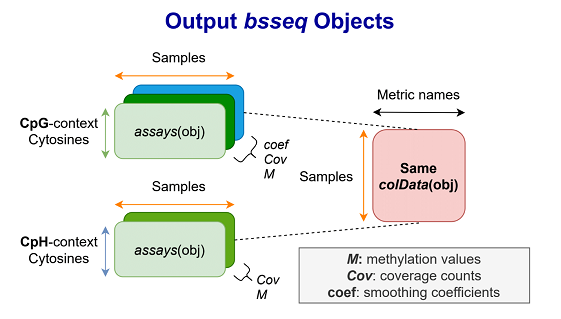 Output bsseq Objects
Samples
CpG-context
Cytosines
assays(obj)
coef
Cov
M
Metric names
Samples
Same
colData(obj)
Samples
CpH-context
Cytosines
assays(obj)
Cov
M
M: methylation values
Cov: coverage counts
coef: smoothing coefficients